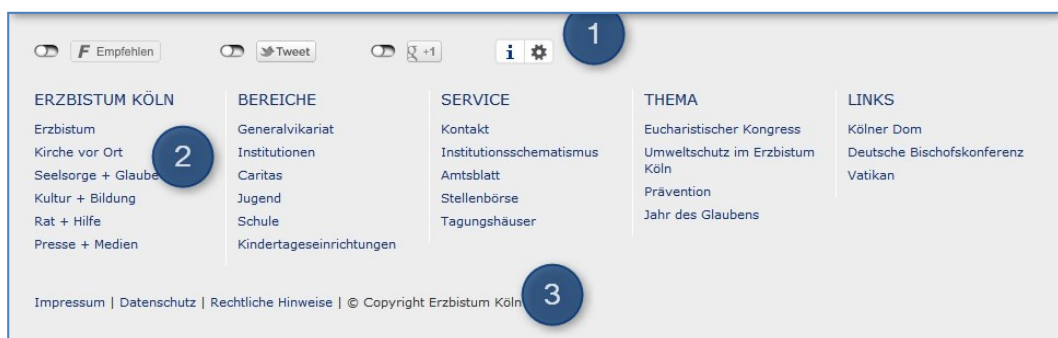 1
F Empfehlen
Tweet
g +1
i
ERZBISTUM KÖLN
Erzbistum
Kirche vor Ort
Seelsorge + Glaube
Kultur + Bildung
Rat + Hilfe
Presse + Medien
2
BEREICHE
Generalvikariat
Institutionen
Caritas
Jugend
Schule
Kindertageseinrichtungen
SERVICE
Kontakt
Institutionsschematismus
Amtsblatt
Stellenbörse
Tagungshäuser
THEMA
Eucharistischer Kongress
Umweltschutz im Erzbistum
Köln
Prävention
Jahr des Glaubens
LINKS
Kölner Dom
Deutsche Bischofskonferenz
Vatikan
Impressum | Datenschutz | Rechtliche Hinweise | © Copyright Erzbistum Köln
3